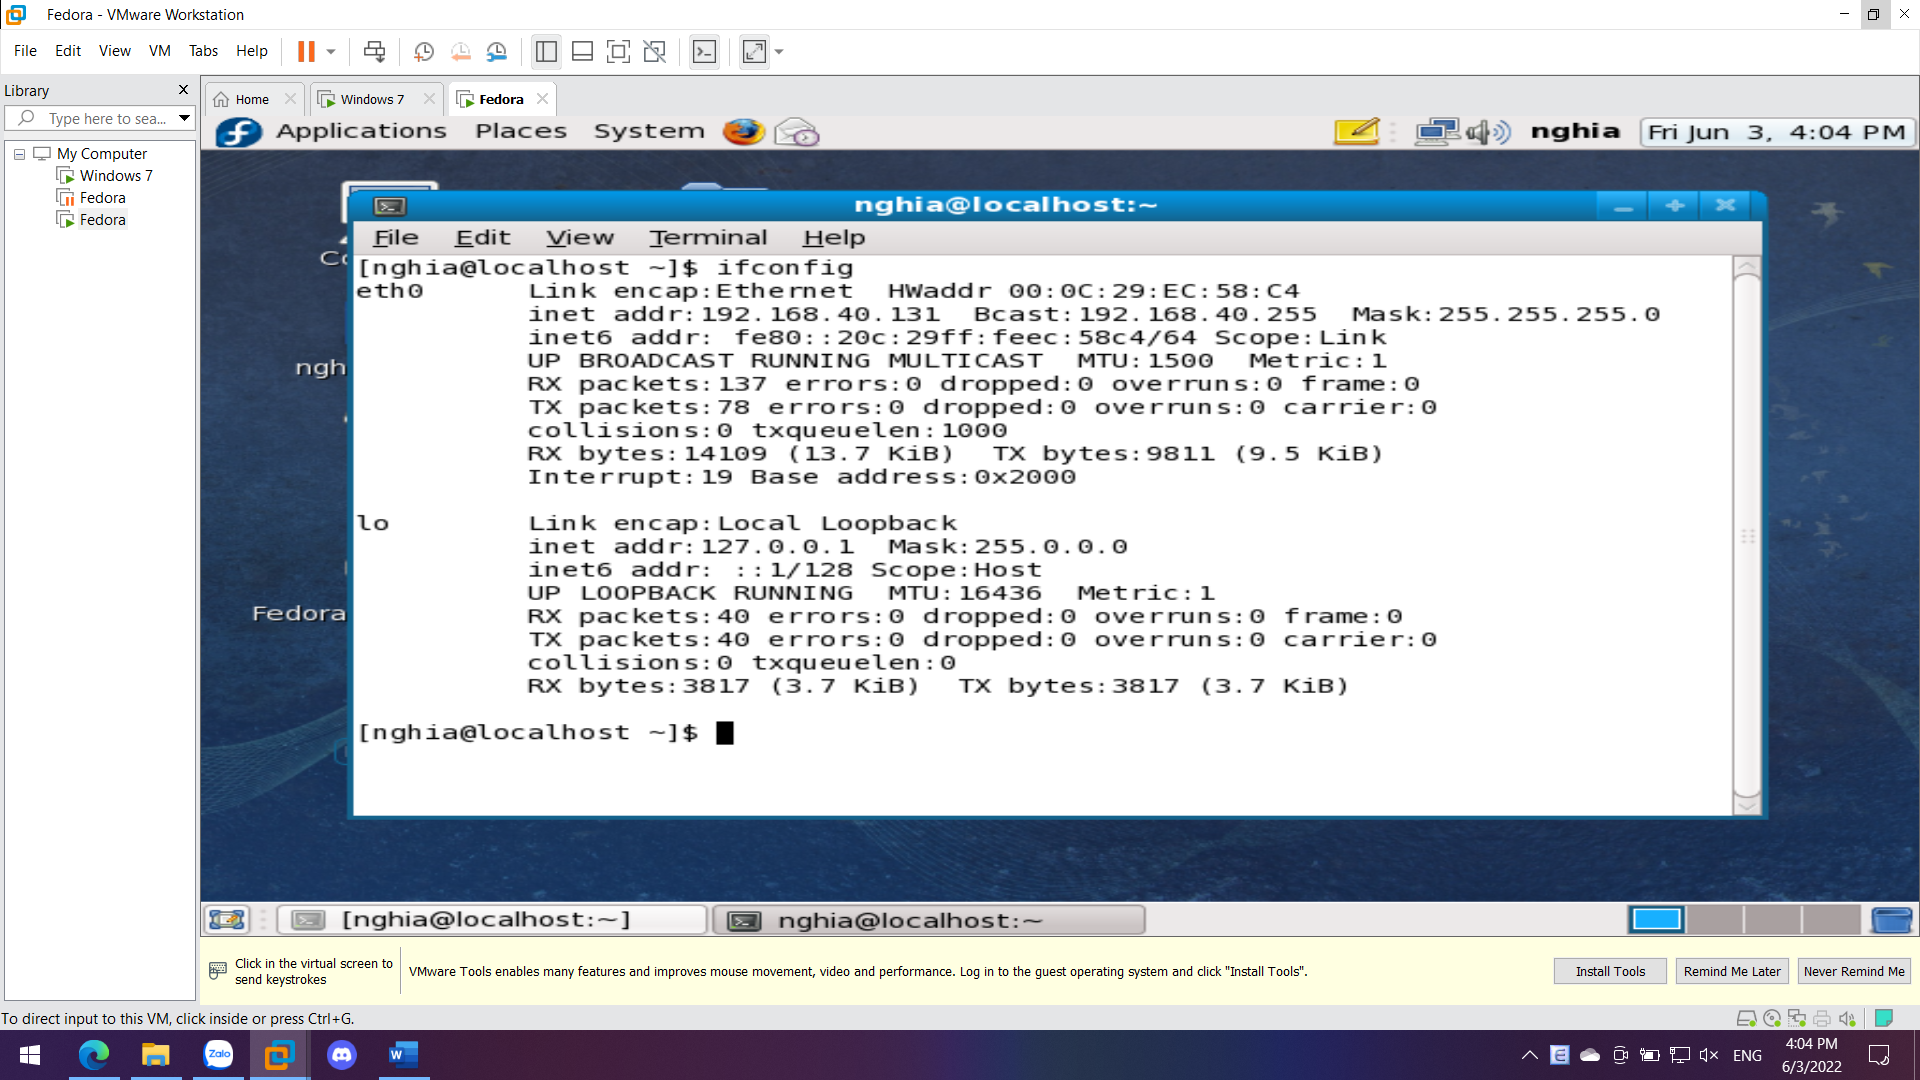 Fedora - VMware Workstation
File Edit View VM Tabs Help
Library
Type here to sea...
My Computer
Windows 7
Fedora
Fedora
Home
Windows 7
Fedora
Applications Places System
nghia
Fri Jun 3, 4:04 PM
Co
ngh
Fedora
nghia@localhost:~
File Edit View Terminal Help
[nghia@localhost ~]$ ifconfig
eth0 Link encap:Ethernet HWaddr 00:0C:29:EC:58:C4
inet addr:192.168.40.131 Bcast:192.168.40.255 Mask:255.255.255.0
inet6 addr: fe80::20c:29ff:feec:58c4/64 Scope:Link
UP BROADCAST RUNNING MULTICAST MTU:1500 Metric:1
RX packets:137 errors:0 dropped:0 overruns:0 frame:0
TX packets:78 errors:0 dropped:0 overruns:0 carrier:0
collisions:0 txqueuelen:1000
RX bytes:14109 (13.7 KiB) TX bytes:9811 (9.5 KiB)
Interrupt:19 Base address:0x2000
lo Link encap:Local Loopback
inet addr:127.0.0.1 Mask:255.0.0.0
inet6 addr: ::1/128 Scope:Host
UP LOOPBACK RUNNING MTU:16436 Metric:1
RX packets:40 errors:0 dropped:0 overruns:0 frame:0
TX packets:40 errors:0 dropped:0 overruns:0 carrier:0
collisions:0 txqueuelen:0
RX bytes:3817 (3.7 KiB) TX bytes:3817 (3.7 KiB)
[nghia@localhost ~]$
[nghia@localhost:~]
nghia@localhost:~
Click in the virtual screen to
send keystrokes
VMware Tools enables many features and improves mouse movement, video and performance. Log in to the guest operating system and click "Install Tools".
Install Tools
Remind Me Later
Never Remind Me
To direct input to this VM, click inside or press Ctrl+G.
Zalo
W
E
ENG
4:04 PM
6/3/2022